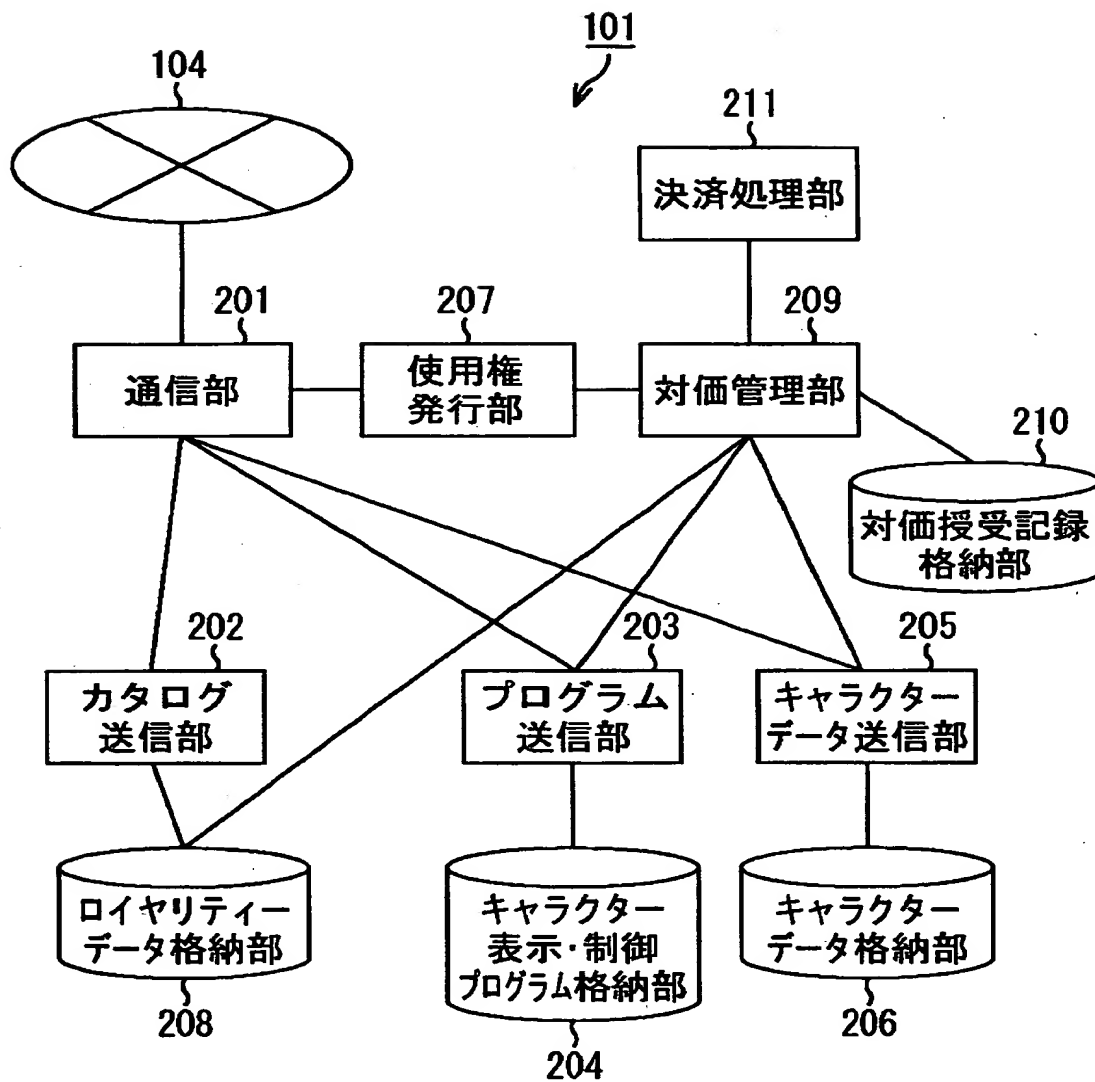 101
104
211
決済処理部
201
207
209
通信部
使用権
発行部
対価管理部
210
対価授受記録
格納部
202
203
205
カタログ
送信部
プログラム
送信部
キャラクター
データ送信部
ロイヤリティー
データ格納部
キャラクター
表示・制御
プログラム格納部
キャラクター
データ格納部
208
204
206